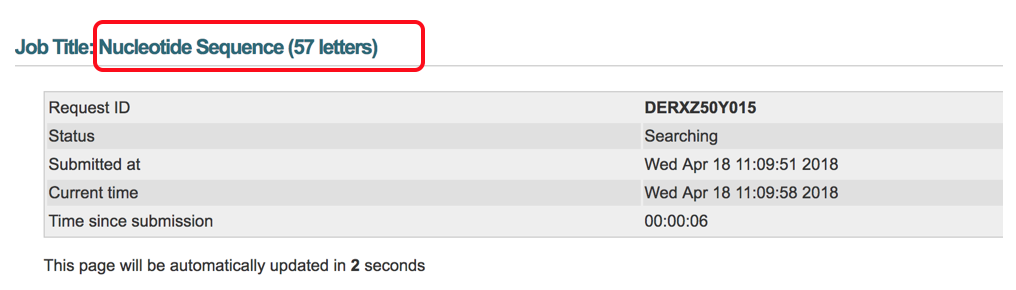 Job Title: Nucleotide Sequence (57 letters)
Request ID DERXZ50Y015
Status Searching
Submitted at Wed Apr 18 11:09:51 2018
Current time Wed Apr 18 11:09:58 2018
Time since submission 00:00:06
This page will be automatically updated in 2 seconds